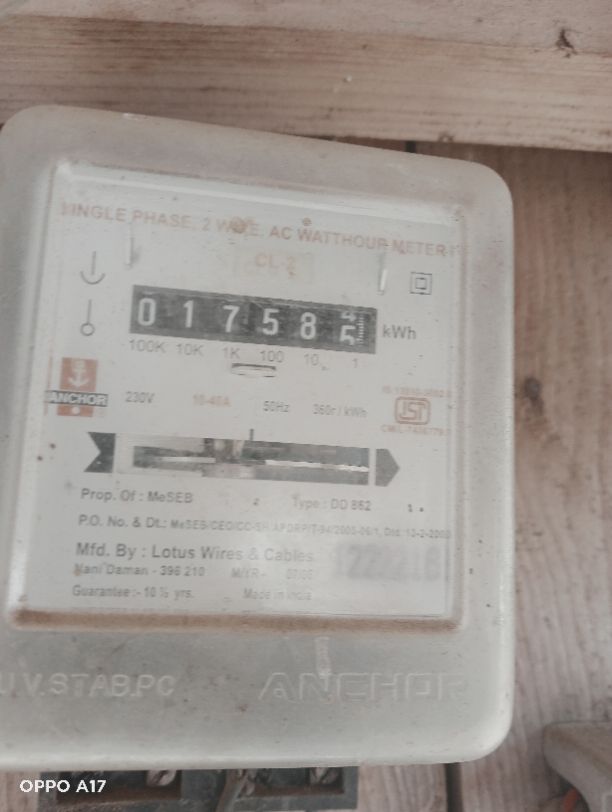 SINGLE PHASE. 2 WIRE. AC WATTHOUR METER
CL-2
0 1 7 5 8 kWh
100K 10K 1K 100 10 1
ANCHOR
230V 10-40A 50Hz 360r / kWh
ISI
Prop. Of : MeSEB Type : DD 862
P.O. No. & Dt.:
Mfd. By : Lotus Wires & Cables
Nani Daman - 396 210 M/YR -
Guarantee :- 10 ½ yrs. Made in India
U.V.STAB.PC ANCHOR
OPPO A17